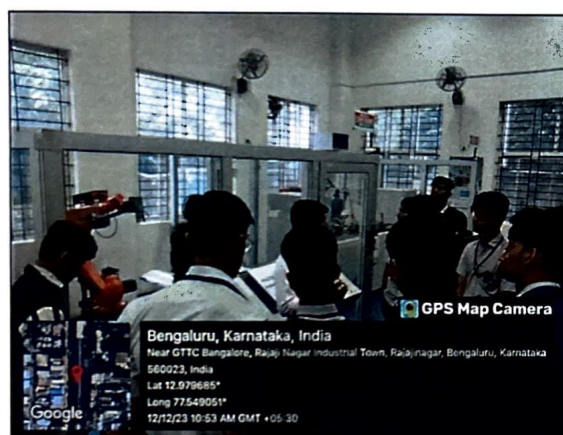 GPS Map Camera
Bengaluru, Karnataka, India
Near GTTC Bangalore, Rajaji Nagar Industrial Town, Rajajinagar, Bengaluru, Karnataka
560023, India
Lat 12.979685°
Long 77.549051°
12/12/23 10:53 AM GMT +05:30
Google